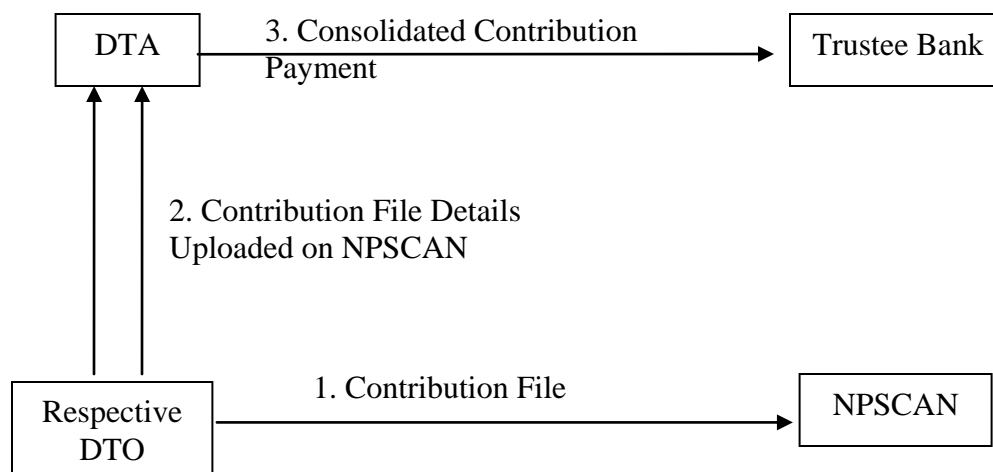 DTA
3. Consolidated Contribution
Payment
Trustee Bank
2. Contribution File Details
Uploaded on NPSCAN
1. Contribution File
Respective
DTO
NPSCAN